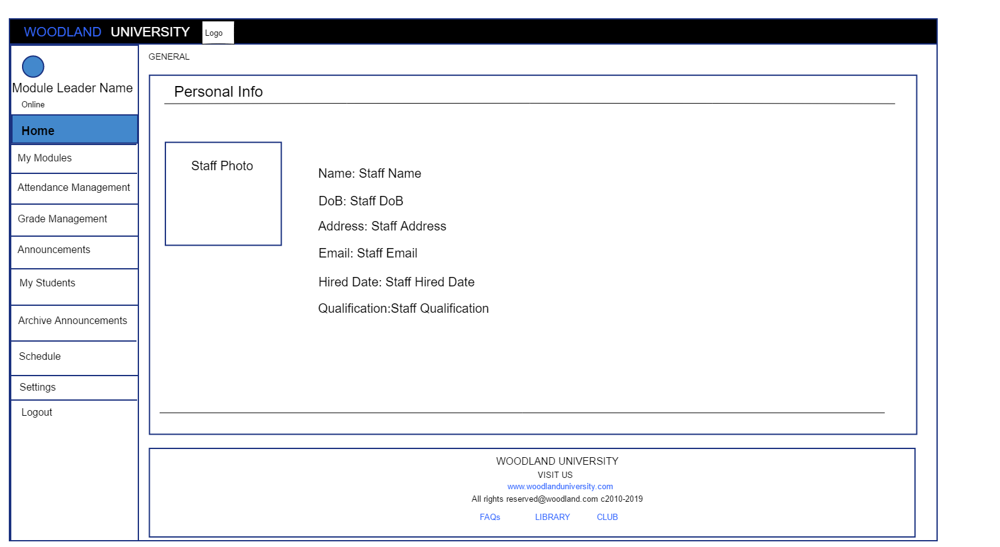 WOODLAND UNIVERSITY Logo
Module Leader Name
Online
Home
My Modules
Attendance Management
Grade Management
Announcements
My Students
Archive Announcements
Schedule
Settings
Logout
GENERAL
Personal Info
Staff Photo
Name: Staff Name
DoB: Staff DoB
Address: Staff Address
Email: Staff Email
Hired Date: Staff Hired Date
Qualification:Staff Qualification
WOODLAND UNIVERSITY
VISIT US
www.woodlanduniversity.com
All rights reserved@woodland.com c2010-2019
FAQs LIBRARY CLUB